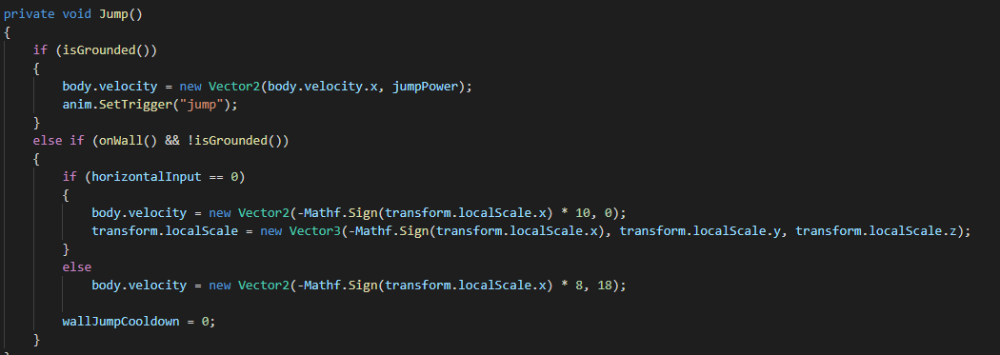 private void Jump()
{
    if (isGrounded())
    {
        body.velocity = new Vector2(body.velocity.x, jumpPower);
        anim.SetTrigger("jump");
    }
    else if (onWall() && !isGrounded())
    {
        if (horizontalInput == 0)
        {
            body.velocity = new Vector2(-Mathf.Sign(transform.localScale.x) * 10, 0);
            transform.localScale = new Vector3(-Mathf.Sign(transform.localScale.x), transform.localScale.y, transform.localScale.z);
        }
        else
            body.velocity = new Vector2(-Mathf.Sign(transform.localScale.x) * 8, 18);

        wallJumpCooldown = 0;
    }
}